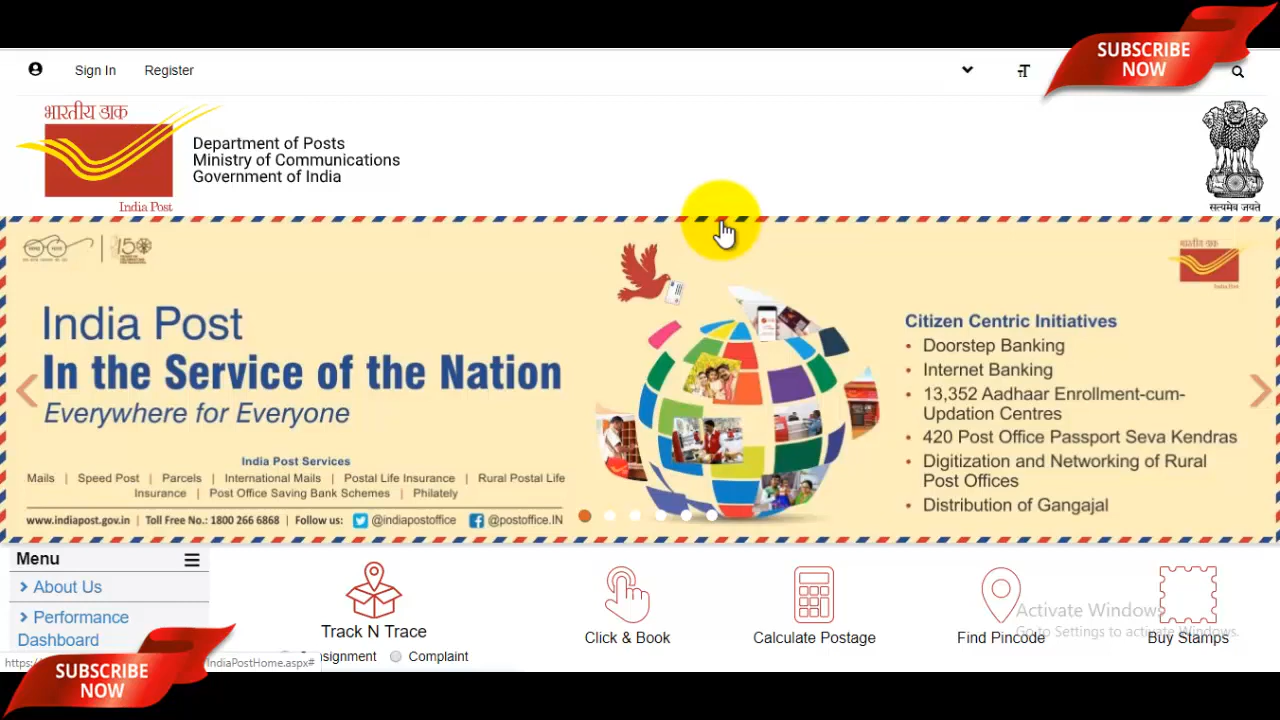 SUBSCRIBE
NOW
Sign In Register
भारतीय डाक
Department of Posts
Ministry of Communications
Government of India
India Post
सत्यमेव जयते
150
भारतीय डाक
India Post
India Post
In the Service of the Nation
Everywhere for Everyone
India Post Services
Mails | Speed Post | Parcels | International Mails | Postal Life Insurance | Rural Postal Life
Insurance | Post Office Saving Bank Schemes | Philately
www.indiapost.gov.in | Toll Free No.: 1800 266 6868 | Follow us: @indiapostoffice @postoffice.IN
Citizen Centric Initiatives
• Doorstep Banking
• Internet Banking
• 13,352 Aadhaar Enrollment-cum-
Updation Centres
• 420 Post Office Passport Seva Kendras
• Digitization and Networking of Rural
Post Offices
• Distribution of Gangajal
Menu
About Us
Performance
Dashboard
Track N Trace
Click & Book
Calculate Postage
Find Pincode
Buy Stamps
Activate Windows
Go to Settings to activate Windows.
Complaint
IndiaPostHome.aspx#
SUBSCRIBE
NOW